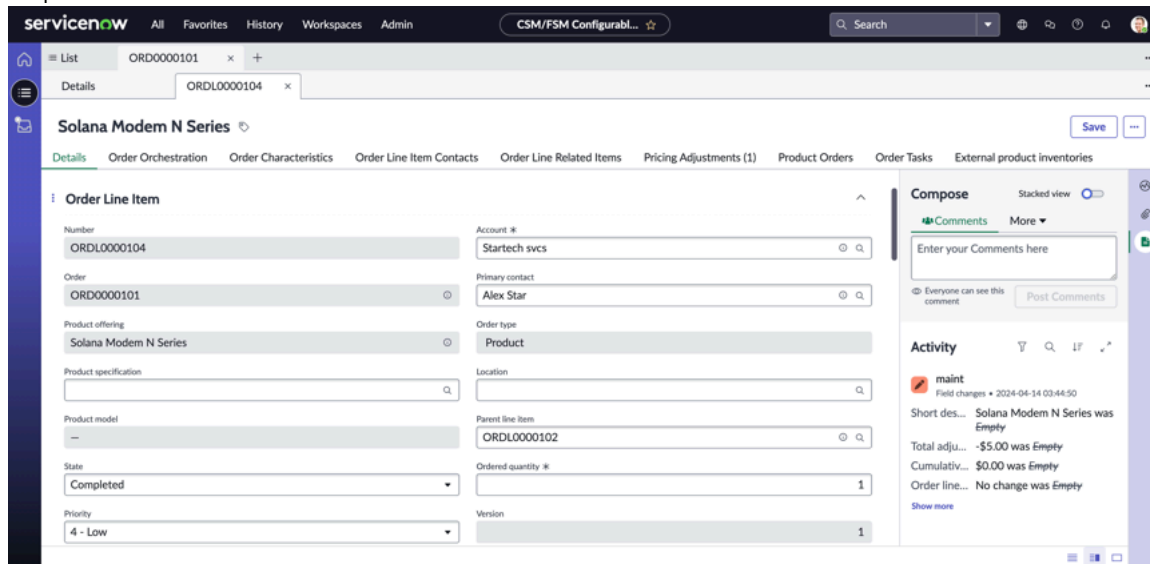 servicenow All Favorites History Workspaces Admin CSM/FSM Configurabl... Search
List ORD0000101 × +
Details ORDL0000104 ×
Solana Modem N Series Save
Details Order Orchestration Order Characteristics Order Line Item Contacts Order Line Related Items Pricing Adjustments (1) Product Orders Order Tasks External product inventories
Order Line Item
Number
ORDL0000104
Account *
Startech svcs
Order
ORD0000101
Primary contact
Alex Star
Product offering
Solana Modem N Series
Order type
Product
Product specification
Location
Product model
—
Parent line item
ORDL0000102
State
Completed
Ordered quantity *
1
Priority
4 - Low
Version
1
Compose Stacked view
Comments More
Enter your Comments here
Everyone can see this
comment
Post Comments
Activity
maint
Field changes • 2024-04-14 03:44:50
Short des... Solana Modem N Series was
Empty
Total adju... -$5.00 was Empty
Cumulativ... $0.00 was Empty
Order line... No change was Empty
Show more